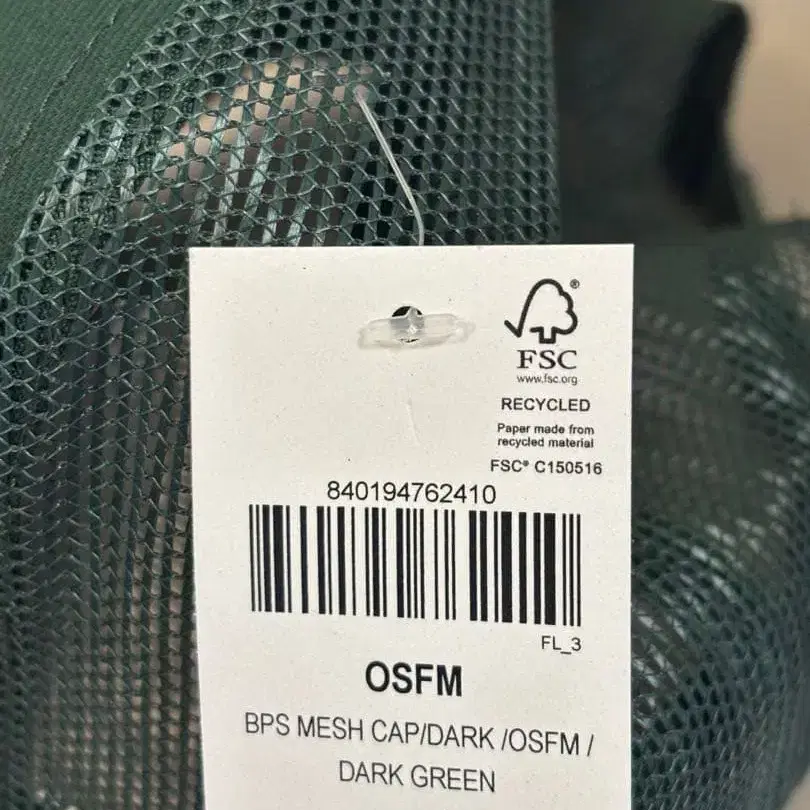 ®
FSC
www.fsc.org
RECYCLED
Paper made from
recycled material
FSC® C150516
840194762410
FL_3
OSFM
BPS MESH CAP/DARK /OSFM /
DARK GREEN